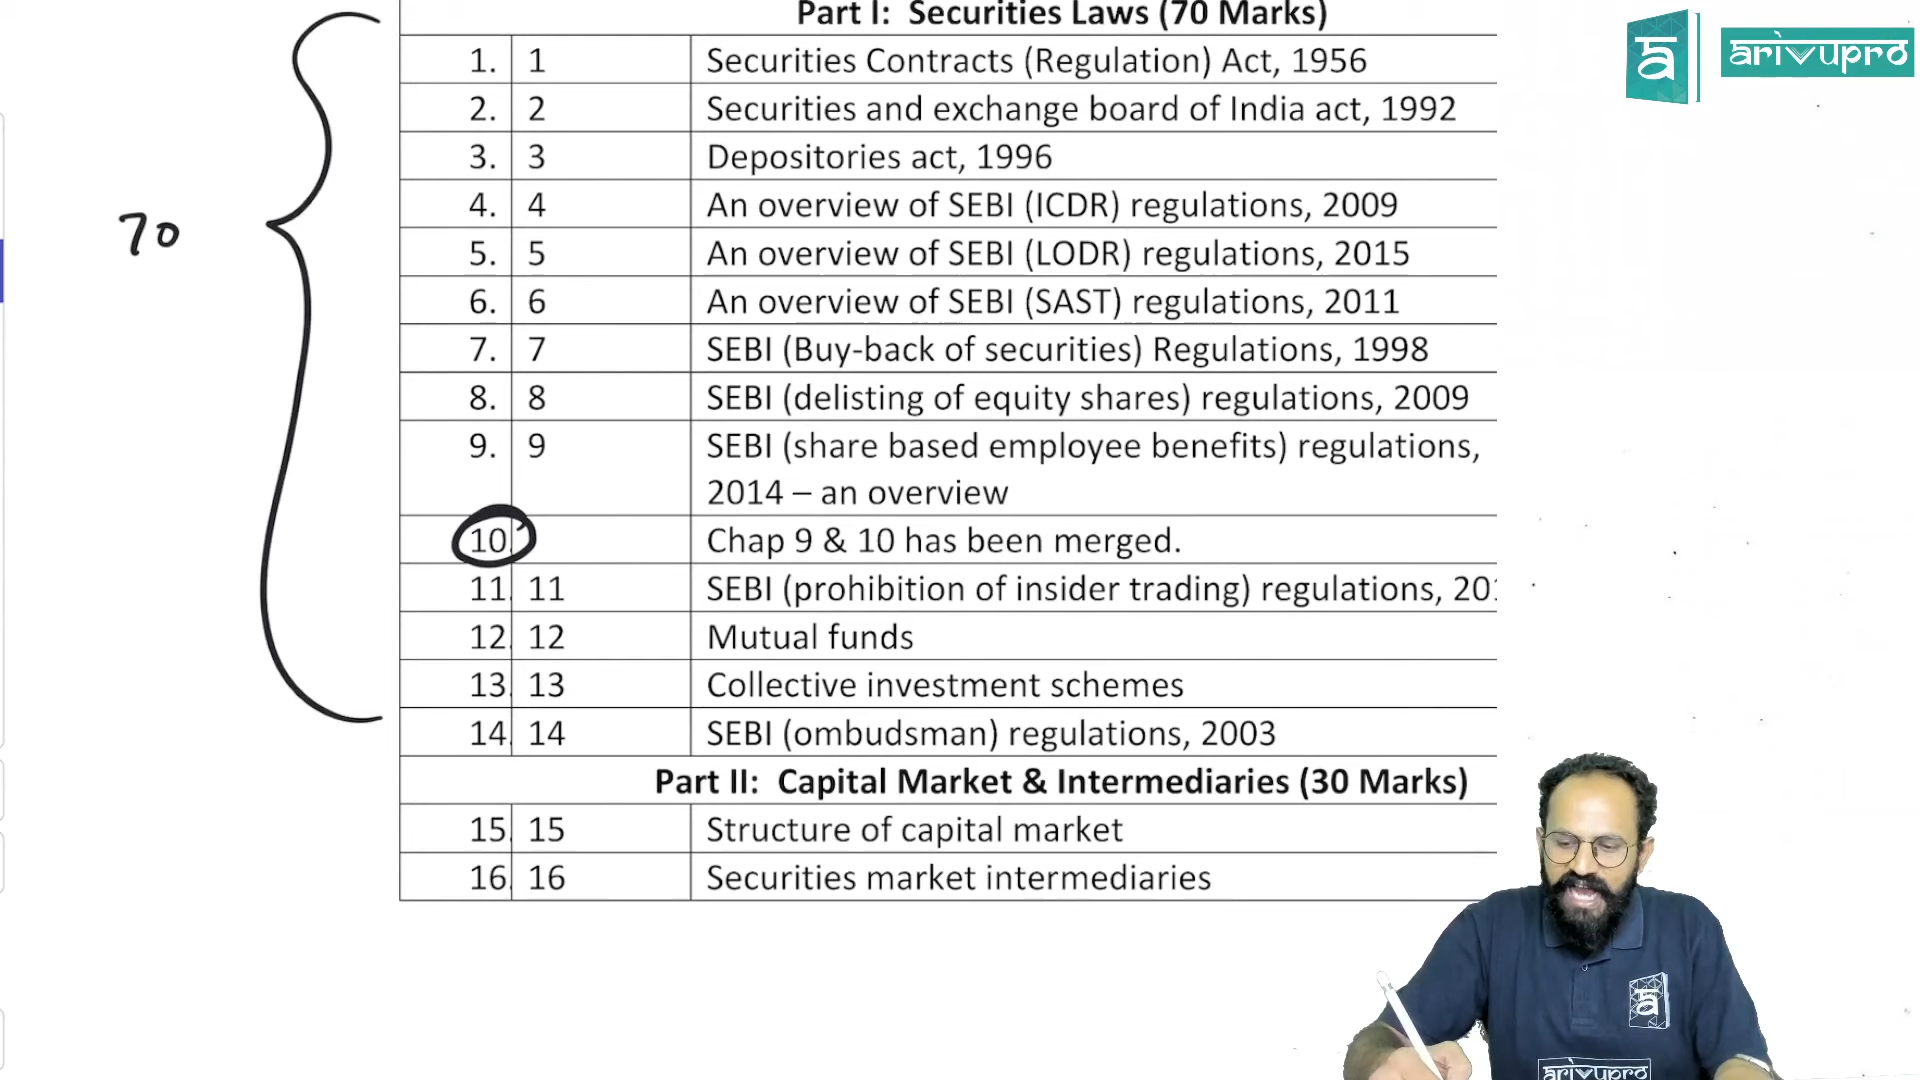 Part I: Securities Laws (70 Marks)
1. 1 Securities Contracts (Regulation) Act, 1956
2. 2 Securities and exchange board of India act, 1992
3. 3 Depositories act, 1996
4. 4 An overview of SEBI (ICDR) regulations, 2009
5. 5 An overview of SEBI (LODR) regulations, 2015
6. 6 An overview of SEBI (SAST) regulations, 2011
7. 7 SEBI (Buy-back of securities) Regulations, 1998
8. 8 SEBI (delisting of equity shares) regulations, 2009
9. 9 SEBI (share based employee benefits) regulations,
2014 – an overview
10. Chap 9 & 10 has been merged.
11. 11 SEBI (prohibition of insider trading) regulations,
12. 12 Mutual funds
13. 13 Collective investment schemes
14. 14 SEBI (ombudsman) regulations, 2003
Part II: Capital Market & Intermediaries (30 Marks)
15. 15 Structure of capital market
16. 16 Securities market intermediaries
70
arivupro
arivupro